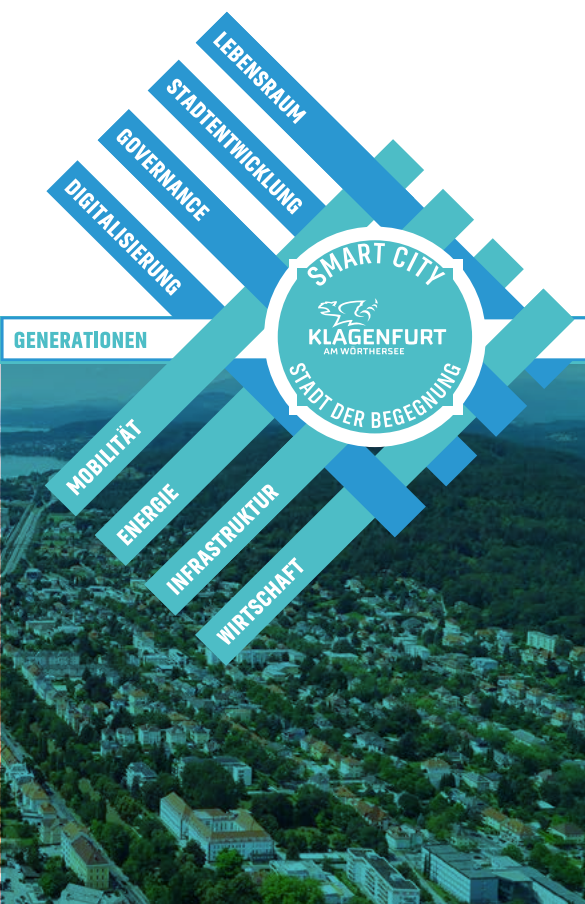 LEBENSRAUM
STADTENTWICKLUNG
GOVERNANCE
DIGITALISIERUNG
SMART CITY
KLAGENFURT
AM WÖRTHERSEE
STADT DER BEGEGNUNG
GENERATIONEN
MOBILITÄT
ENERGIE
INFRASTRUKTUR
WIRTSCHAFT